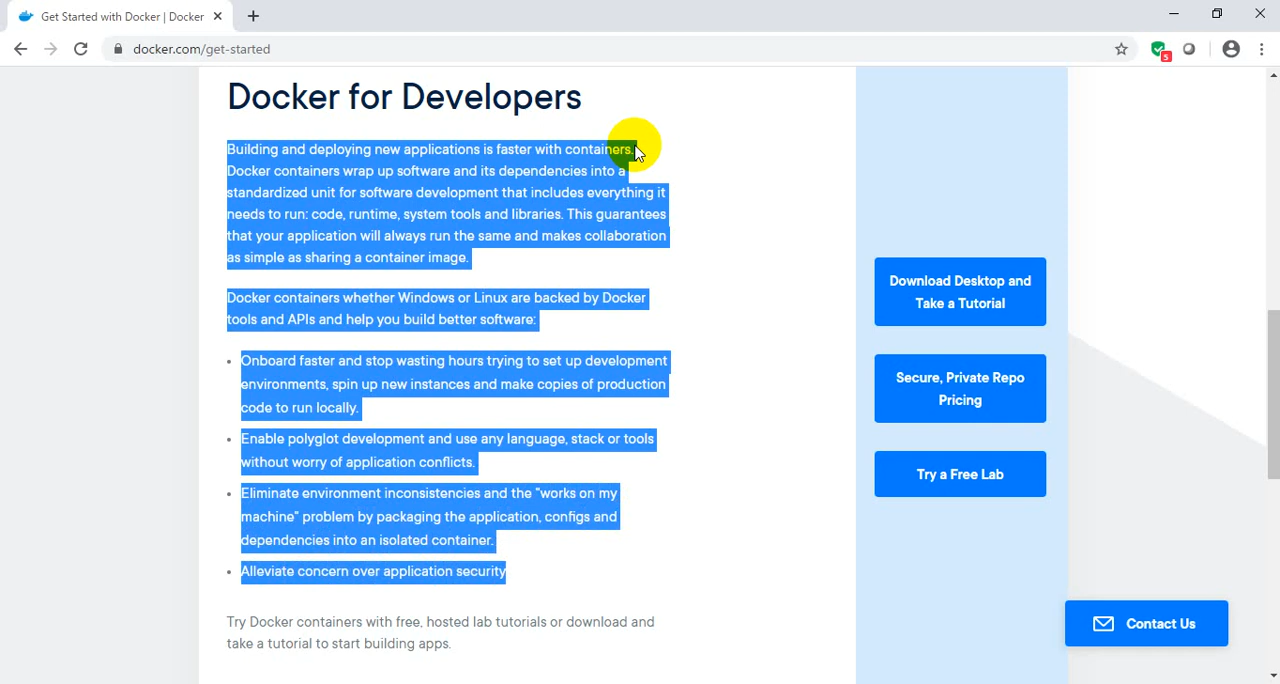 Get Started with Docker | Docker
docker.com/get-started
5
Docker for Developers
Building and deploying new applications is faster with containers.
Docker containers wrap up software and its dependencies into a
standardized unit for software development that includes everything it
needs to run: code, runtime, system tools and libraries. This guarantees
that your application will always run the same and makes collaboration
as simple as sharing a container image.
Docker containers whether Windows or Linux are backed by Docker
tools and APIs and help you build better software:
• Onboard faster and stop wasting hours trying to set up development
environments, spin up new instances and make copies of production
code to run locally.
• Enable polyglot development and use any language, stack or tools
without worry of application conflicts.
• Eliminate environment inconsistencies and the "works on my
machine" problem by packaging the application, configs and
dependencies into an isolated container.
• Alleviate concern over application security
Try Docker containers with free, hosted lab tutorials or download and
take a tutorial to start building apps.
Download Desktop and
Take a Tutorial
Secure, Private Repo
Pricing
Try a Free Lab
Contact Us